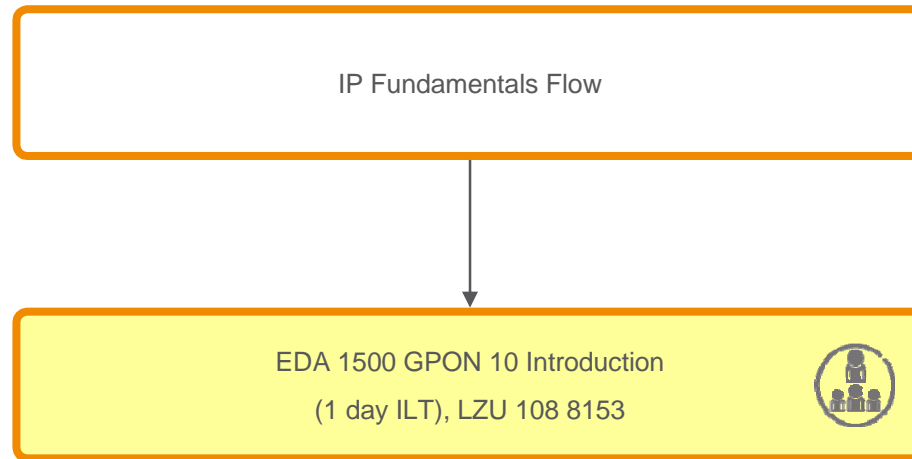 IP Fundamentals Flow
EDA 1500 GPON 10 Introduction
(1 day ILT), LZU 108 8153